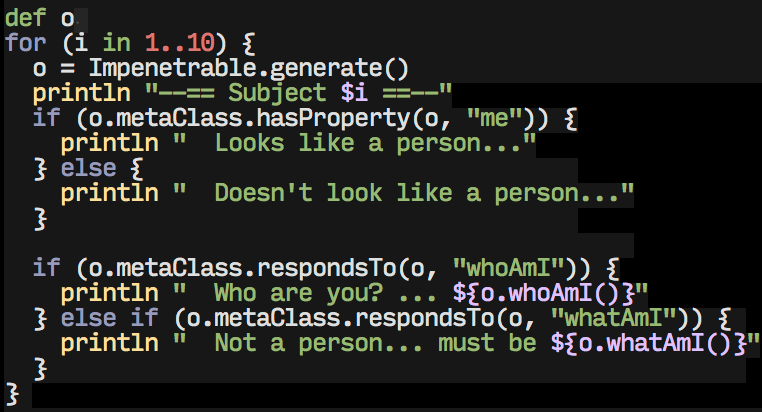 def o
for (i in 1..10) {
  o = Impenetrable.generate()
  println "--== Subject $i ==--"
  if (o.metaClass.hasProperty(o, "me")) {
    println "  Looks like a person..."
  } else {
    println "  Doesn't look like a person..."
  }

  if (o.metaClass.respondsTo(o, "whoAmI")) {
    println "  Who are you? ... ${o.whoAmI()}"
  } else if (o.metaClass.respondsTo(o, "whatAmI")) {
    println "  Not a person... must be ${o.whatAmI()}"
  }
}